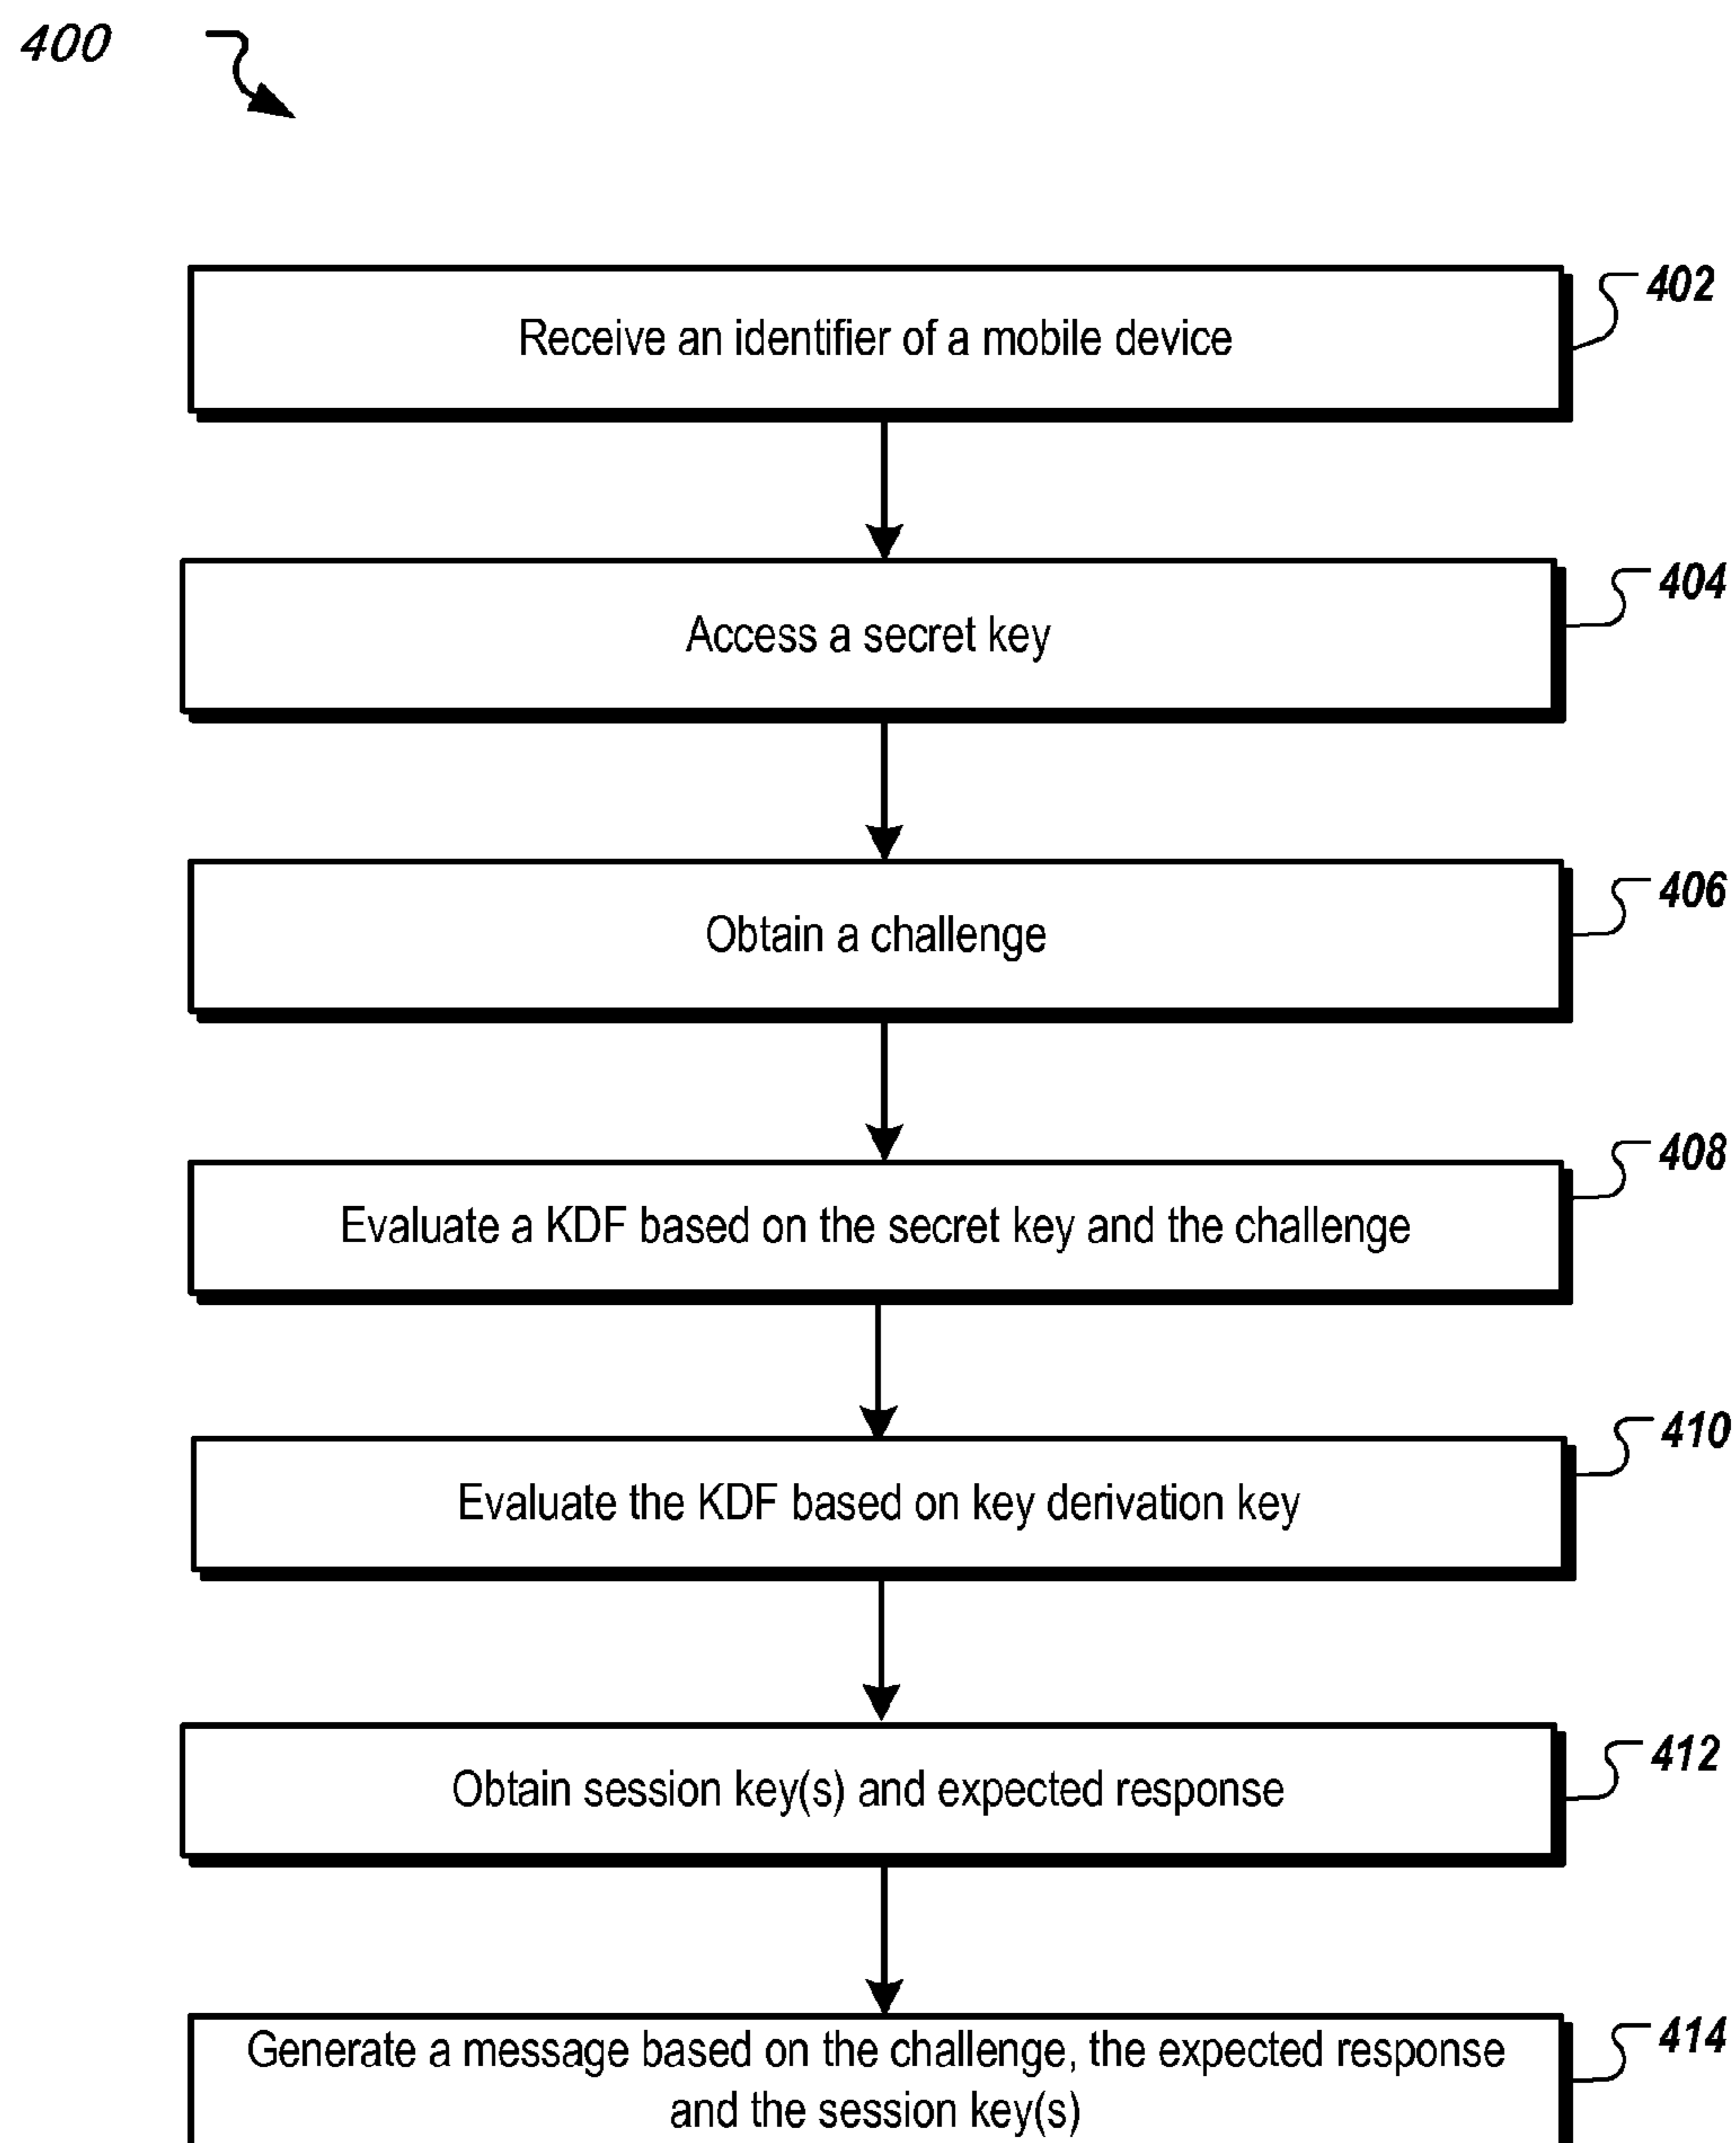 400
Receive an identifier of a mobile device
402
Access a secret key
404
Obtain a challenge
406
Evaluate a KDF based on the secret key and the challenge
408
Evaluate the KDF based on key derivation key
410
Obtain session key(s) and expected response
412
Generate a message based on the challenge, the expected response
and the session key(s)
414